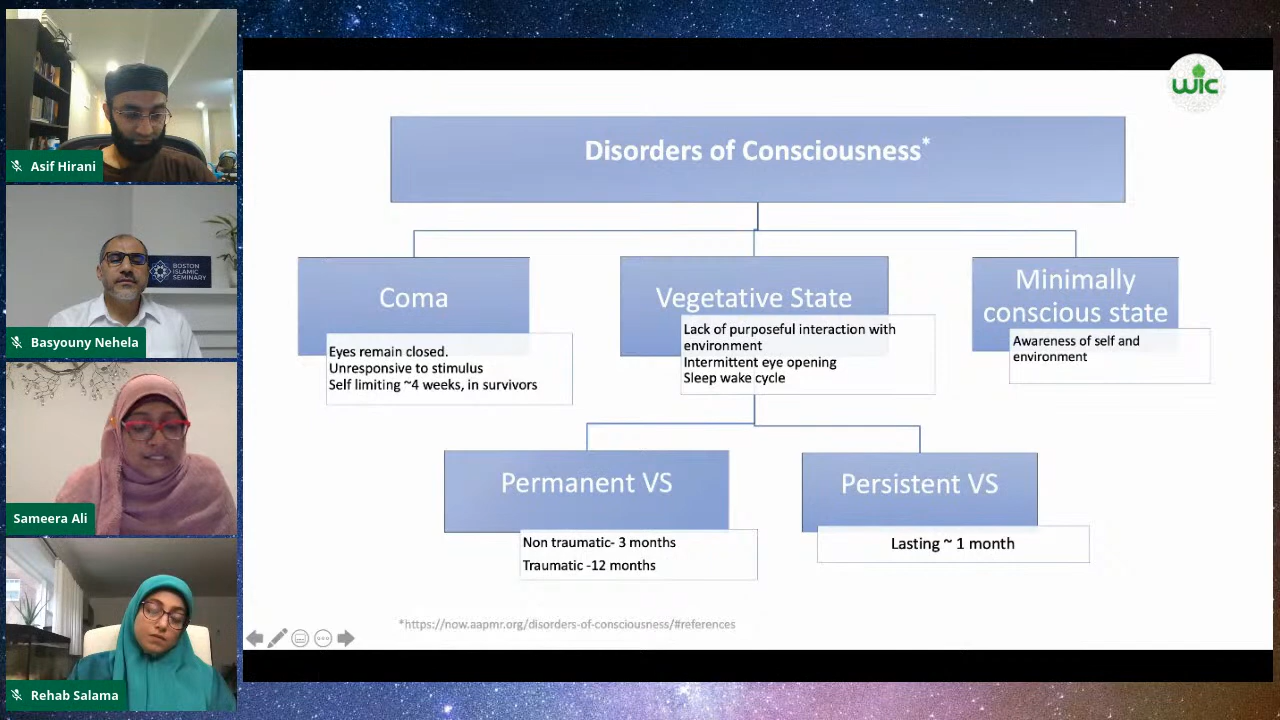 Asif Hirani
BOSTON
ISLAMIC
SEMINARY
Basyouny Nehela
Sameera Ali
Rehab Salama
WIC
Disorders of Consciousness*
Coma
Eyes remain closed.
Unresponsive to stimulus
Self limiting ~4 weeks, in survivors
Vegetative State
Lack of purposeful interaction with
environment
Intermittent eye opening
Sleep wake cycle
Minimally
conscious state
Awareness of self and
environment
Permanent VS
Non traumatic- 3 months
Traumatic -12 months
Persistent VS
Lasting ~ 1 month
*https://now.aapmr.org/disorders-of-consciousness/#references